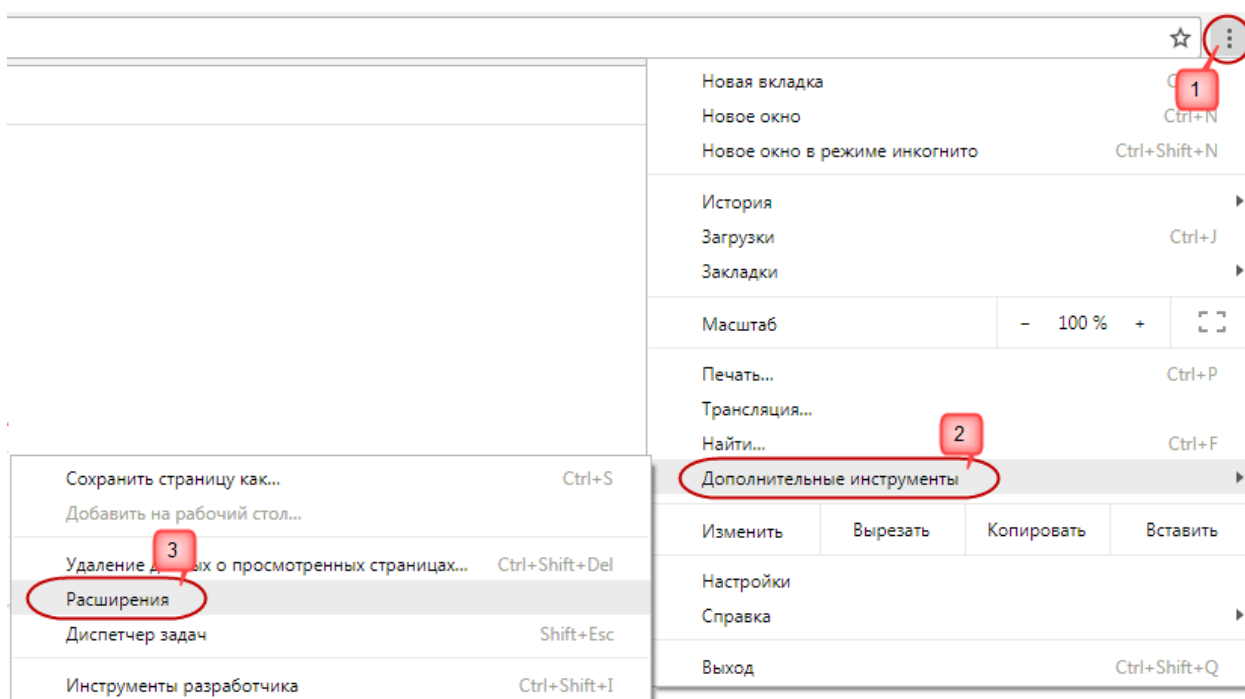 1
Новая вкладка
Новое окно Ctrl+N
Новое окно в режиме инкогнито Ctrl+Shift+N
История
Загрузки Ctrl+J
Закладки
Масштаб - 100 % +
Печать... Ctrl+P
Трансляция...
2
Найти... Ctrl+F
Дополнительные инструменты
Изменить Вырезать Копировать Вставить
Настройки
Справка
Выход Ctrl+Shift+Q
Сохранить страницу как... Ctrl+S
Добавить на рабочий стол...
3
Удаление о просмотренных страницах... Ctrl+Shift+Del
Расширения
Диспетчер задач Shift+Esc
Инструменты разработчика Ctrl+Shift+I